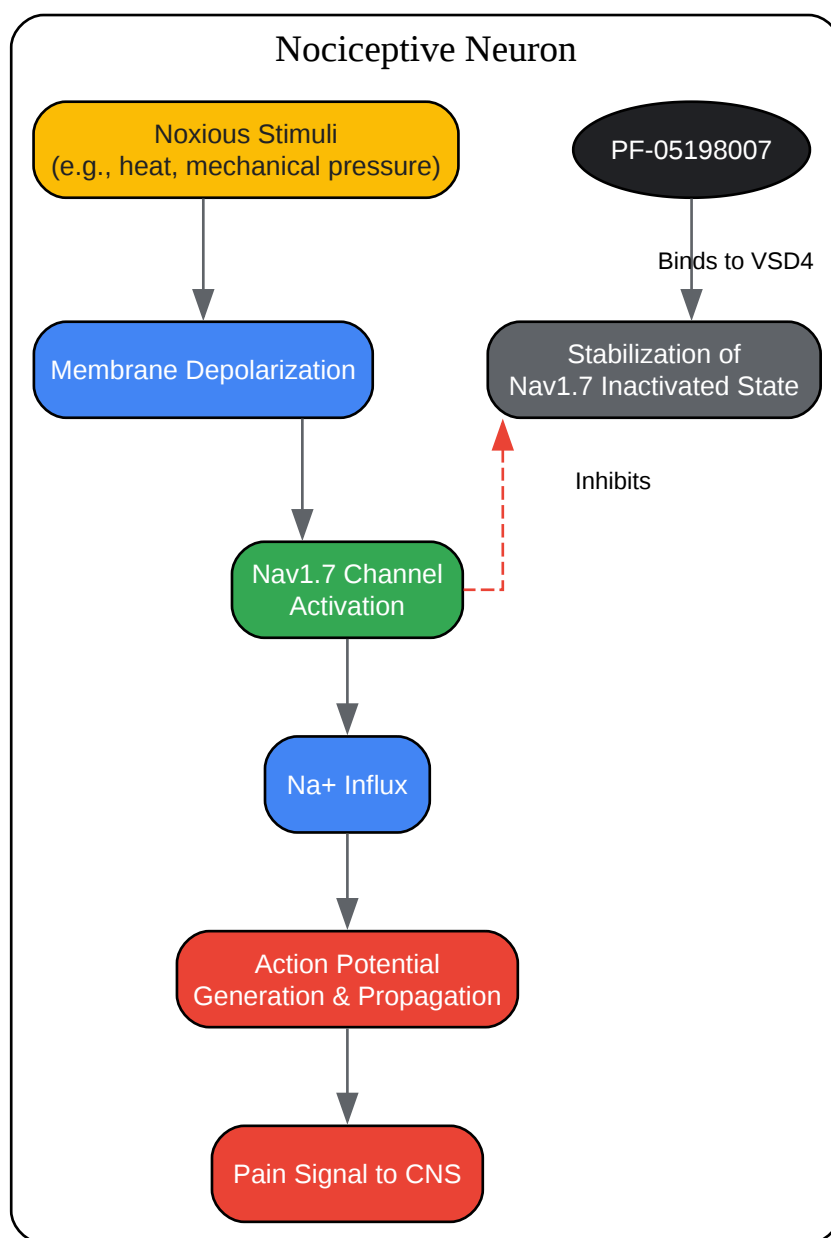 Nociceptive Neuron
Noxious Stimuli
(e.g., heat, mechanical pressure)
PF-05198007
Binds to VSD4
Membrane Depolarization
Stabilization of
Nav1.7 Inactivated State
Inhibits
Nav1.7 Channel
Activation
Na+ Influx
Action Potential
Generation & Propagation
Pain Signal to CNS